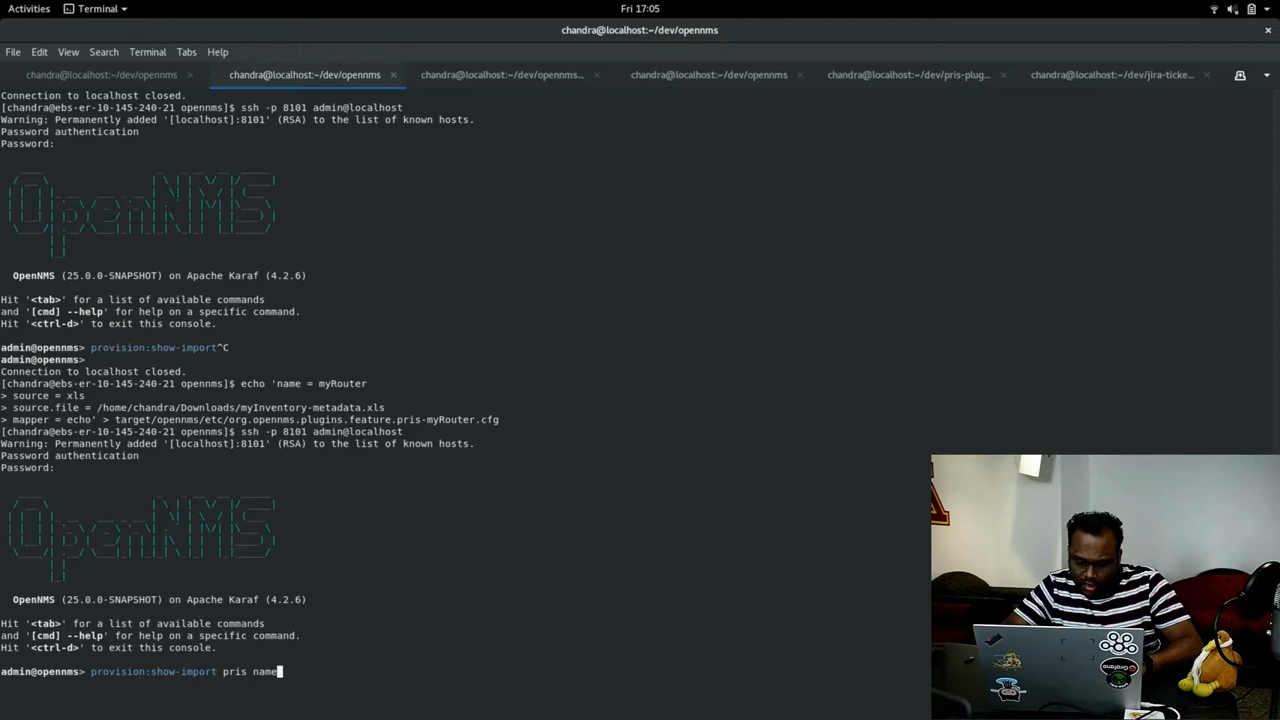 Activities
Terminal
Fri 17:05
chandra@localhost:~/dev/opennms
File Edit View Search Terminal Tabs Help
chandra@localhost:~/dev/opennms
chandra@localhost:~/dev/opennms
chandra@localhost:~/dev/opennms...
chandra@localhost:~/dev/opennms
chandra@localhost:~/dev/pris-plug...
chandra@localhost:~/dev/jira-ticke...
Connection to localhost closed.
[chandra@ebs-er-10-145-240-21 opennms]$ ssh -p 8101 admin@localhost
Warning: Permanently added '[localhost]:8101' (RSA) to the list of known hosts.
Password authentication
Password:
OpenNMS
OpenNMS (25.0.0-SNAPSHOT) on Apache Karaf (4.2.6)
Hit '<tab>' for a list of available commands
and '[cmd] --help' for help on a specific command.
Hit '<ctrl-d>' to exit this console.
admin@opennms> provision:show-import^C
admin@opennms>
Connection to localhost closed.
[chandra@ebs-er-10-145-240-21 opennms]$ echo 'name = myRouter
> source = xls
> source.file = /home/chandra/Downloads/myInventory-metadata.xls
> mapper = echo' > target/opennms/etc/org.opennms.plugins.feature.pris-myRouter.cfg
[chandra@ebs-er-10-145-240-21 opennms]$ ssh -p 8101 admin@localhost
Warning: Permanently added '[localhost]:8101' (RSA) to the list of known hosts.
Password authentication
Password:
OpenNMS
OpenNMS (25.0.0-SNAPSHOT) on Apache Karaf (4.2.6)
Hit '<tab>' for a list of available commands
and '[cmd] --help' for help on a specific command.
Hit '<ctrl-d>' to exit this console.
admin@opennms> provision:show-import pris name
Grafana